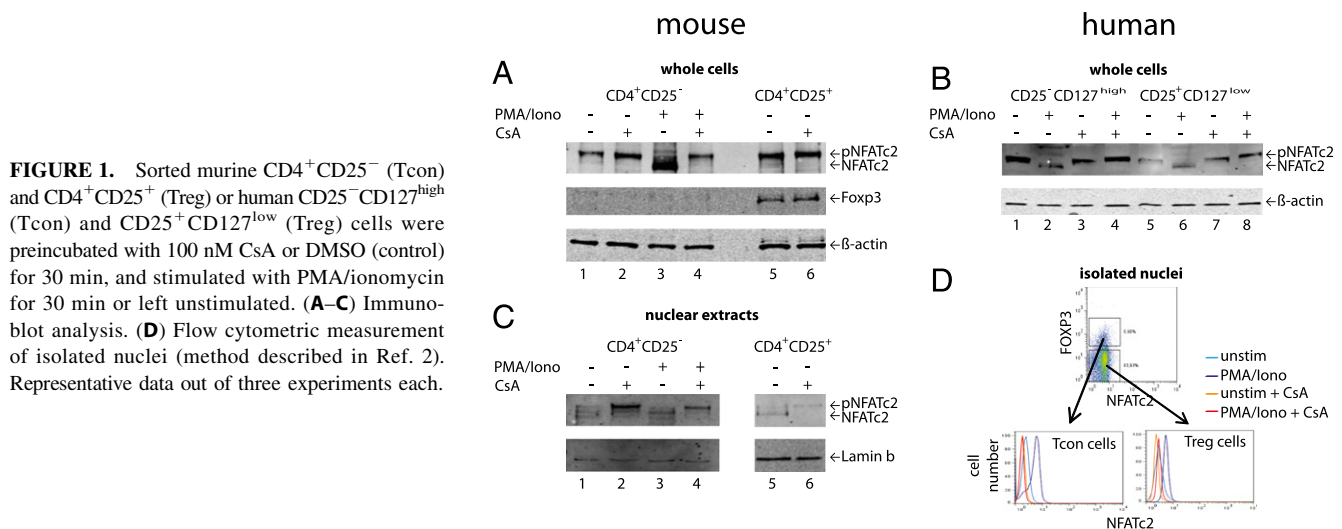 FIGURE 1. Sorted murine CD4+CD25− (Tcon)
and CD4+CD25+ (Treg) or human CD25−CD127high
(Tcon) and CD25+CD127low (Treg) cells were
preincubated with 100 nM CsA or DMSO (control)
for 30 min, and stimulated with PMA/ionomycin
for 30 min or left unstimulated. (A–C) Immuno-
blot analysis. (D) Flow cytometric measurement
of isolated nuclei (method described in Ref. 2).
Representative data out of three experiments each.
mouse
A
whole cells
CD4+CD25- CD4+CD25+
PMA/Iono - - + + - -
CsA - + - + - +
←pNFATc2
←NFATc2
←Foxp3
←ß-actin
1 2 3 4 5 6
C
nuclear extracts
CD4+CD25- CD4+CD25+
PMA/Iono - - + + - -
CsA - + - + - +
←pNFATc2
←NFATc2
←Lamin b
1 2 3 4 5 6
human
B
whole cells
CD25-CD127high CD25+CD127low
PMA/Iono - + - + - + - +
CsA - - + + - - + +
←pNFATc2
←NFATc2
←ß-actin
1 2 3 4 5 6 7 8
D
isolated nuclei
FOXP3
NFATc2
unstim
PMA/Iono
unstim + CsA
PMA/Iono + CsA
Tcon cells
Treg cells
cell
number
NFATc2